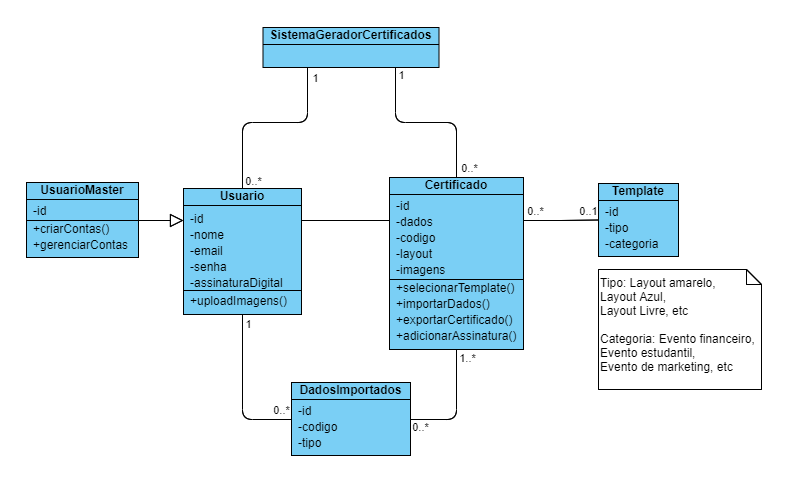 SistemaGeradorCertificados
1
1
0..*
0..*
UsuarioMaster
-id
+criarContas()
+gerenciarContas
Usuario
-id
-nome
-email
-senha
-assinaturaDigital
+uploadImagens()
Certificado
-id
-dados
-codigo
-layout
-imagens
+selecionarTemplate()
+importarDados()
+exportarCertificado()
+adicionarAssinatura()
0..*
0..1
Template
-id
-tipo
-categoria
Tipo: Layout amarelo,
Layout Azul,
Layout Livre, etc
Categoria: Evento financeiro,
Evento estudantil,
Evento de marketing, etc
1
1..*
DadosImportados
-id
-codigo
-tipo
0..*
0..*